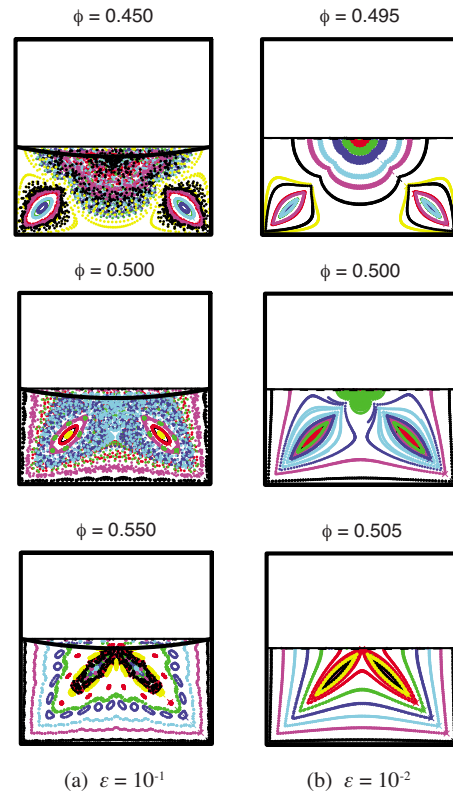 ϕ = 0.450
ϕ = 0.495
ϕ = 0.500
ϕ = 0.500
ϕ = 0.550
ϕ = 0.505
(a) ε = 10⁻¹
(b) ε = 10⁻²